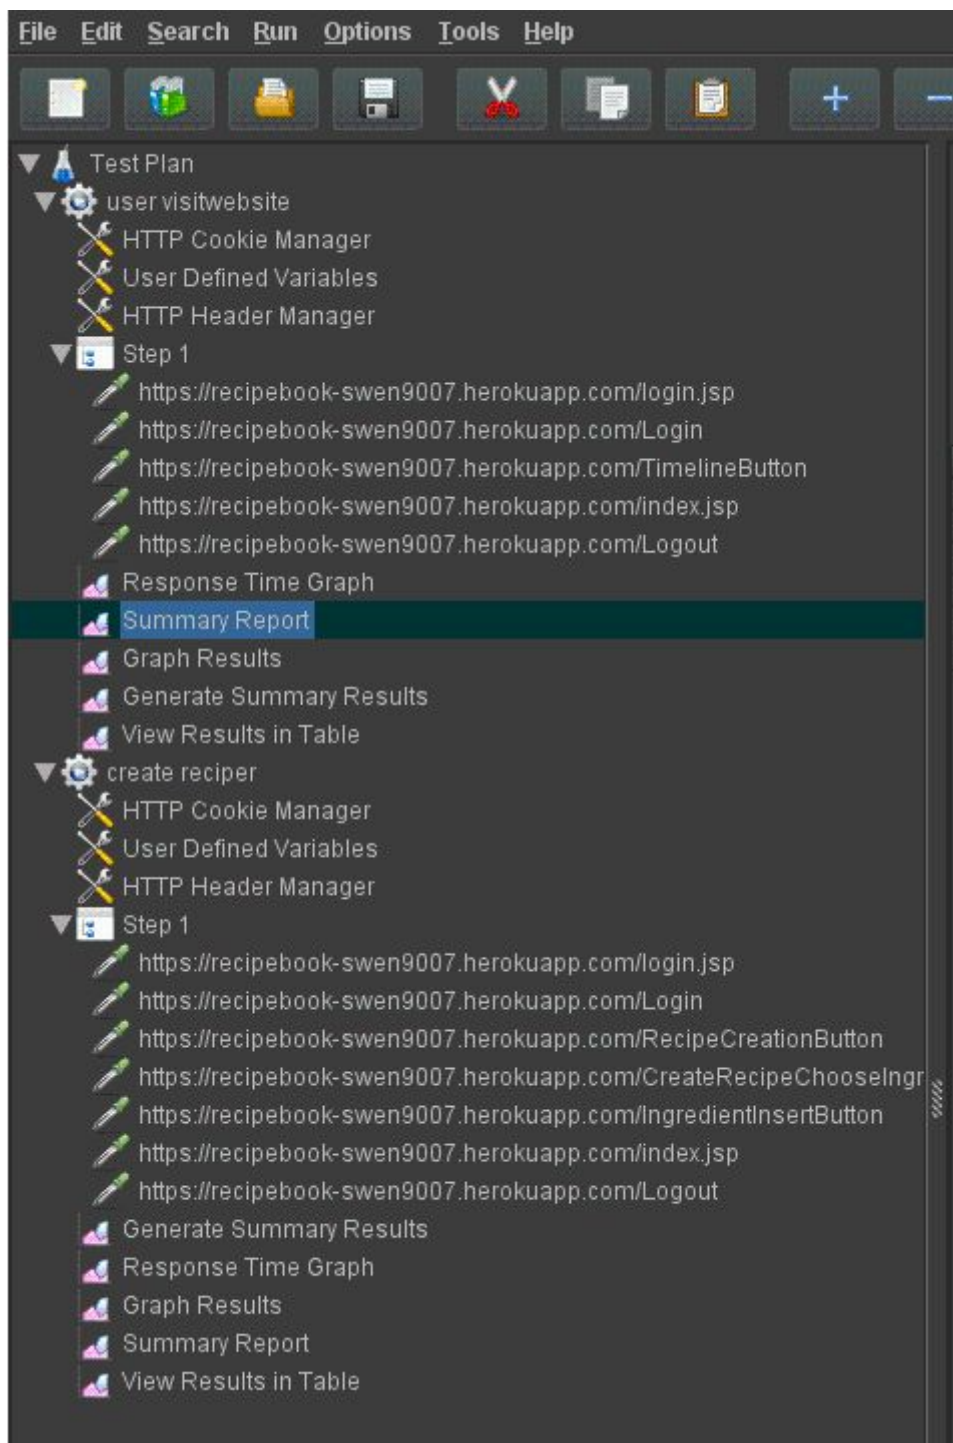 File Edit Search Run Options Tools Help
Test Plan
user visitwebsite
HTTP Cookie Manager
User Defined Variables
HTTP Header Manager
Step 1
https://recipebook-swen9007.herokuapp.com/login.jsp
https://recipebook-swen9007.herokuapp.com/Login
https://recipebook-swen9007.herokuapp.com/TimelineButton
https://recipebook-swen9007.herokuapp.com/index.jsp
https://recipebook-swen9007.herokuapp.com/Logout
Response Time Graph
Summary Report
Graph Results
Generate Summary Results
View Results in Table
create reciper
HTTP Cookie Manager
User Defined Variables
HTTP Header Manager
Step 1
https://recipebook-swen9007.herokuapp.com/login.jsp
https://recipebook-swen9007.herokuapp.com/Login
https://recipebook-swen9007.herokuapp.com/RecipeCreationButton
https://recipebook-swen9007.herokuapp.com/CreateRecipeChooseIngr
https://recipebook-swen9007.herokuapp.com/IngredientInsertButton
https://recipebook-swen9007.herokuapp.com/index.jsp
https://recipebook-swen9007.herokuapp.com/Logout
Generate Summary Results
Response Time Graph
Graph Results
Summary Report
View Results in Table